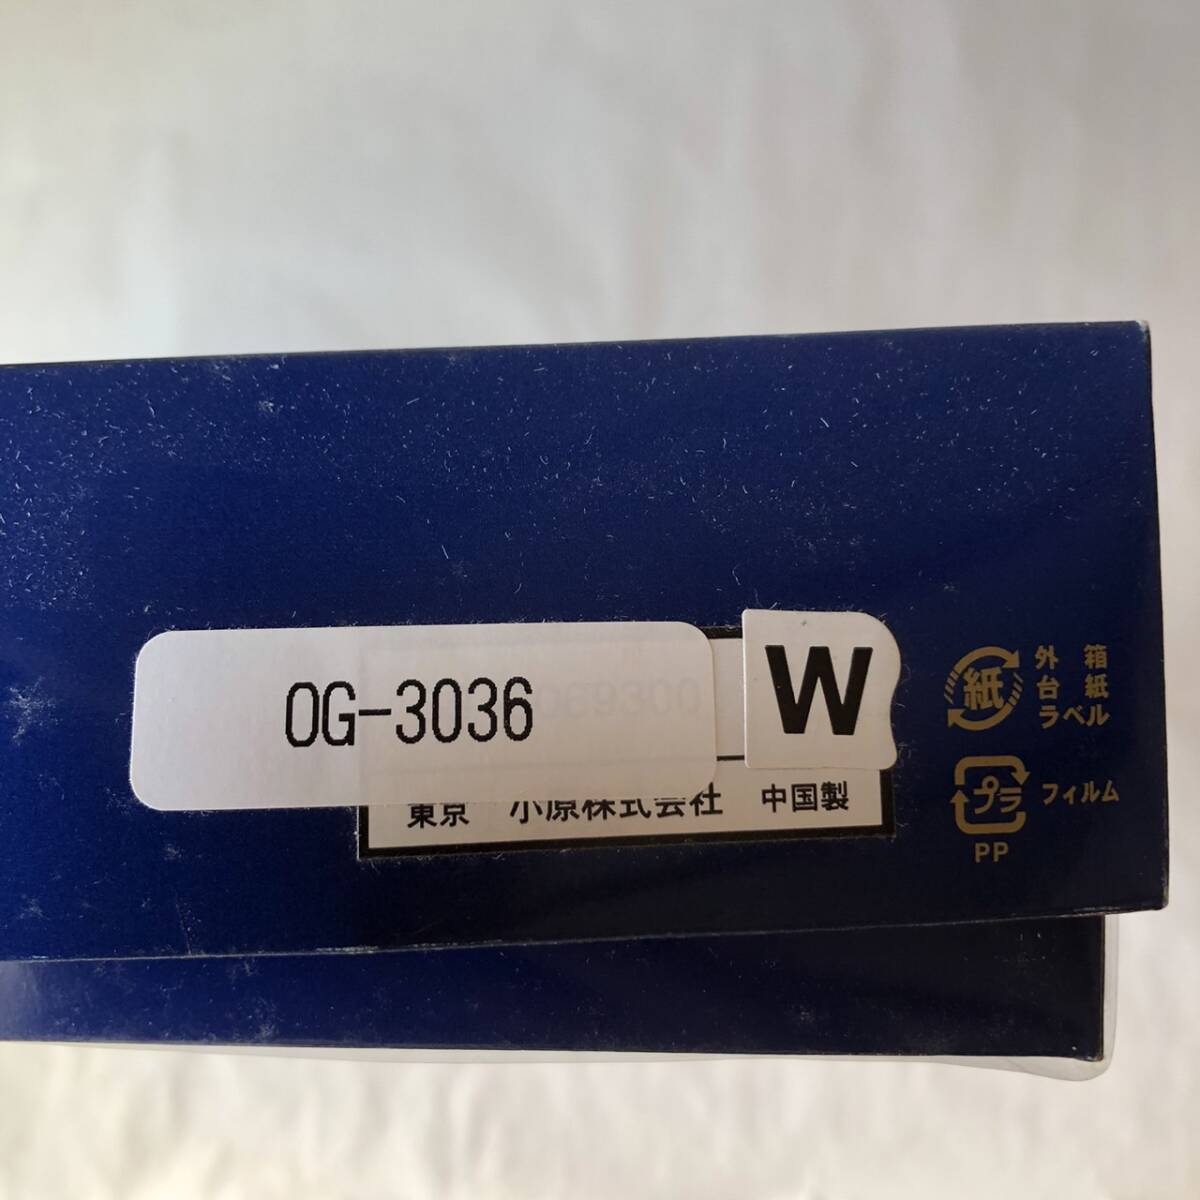 OG-3036
W
東京 小原株式会社 中国製
紙
外箱
台紙
ラベル
プラ
フィルム
PP